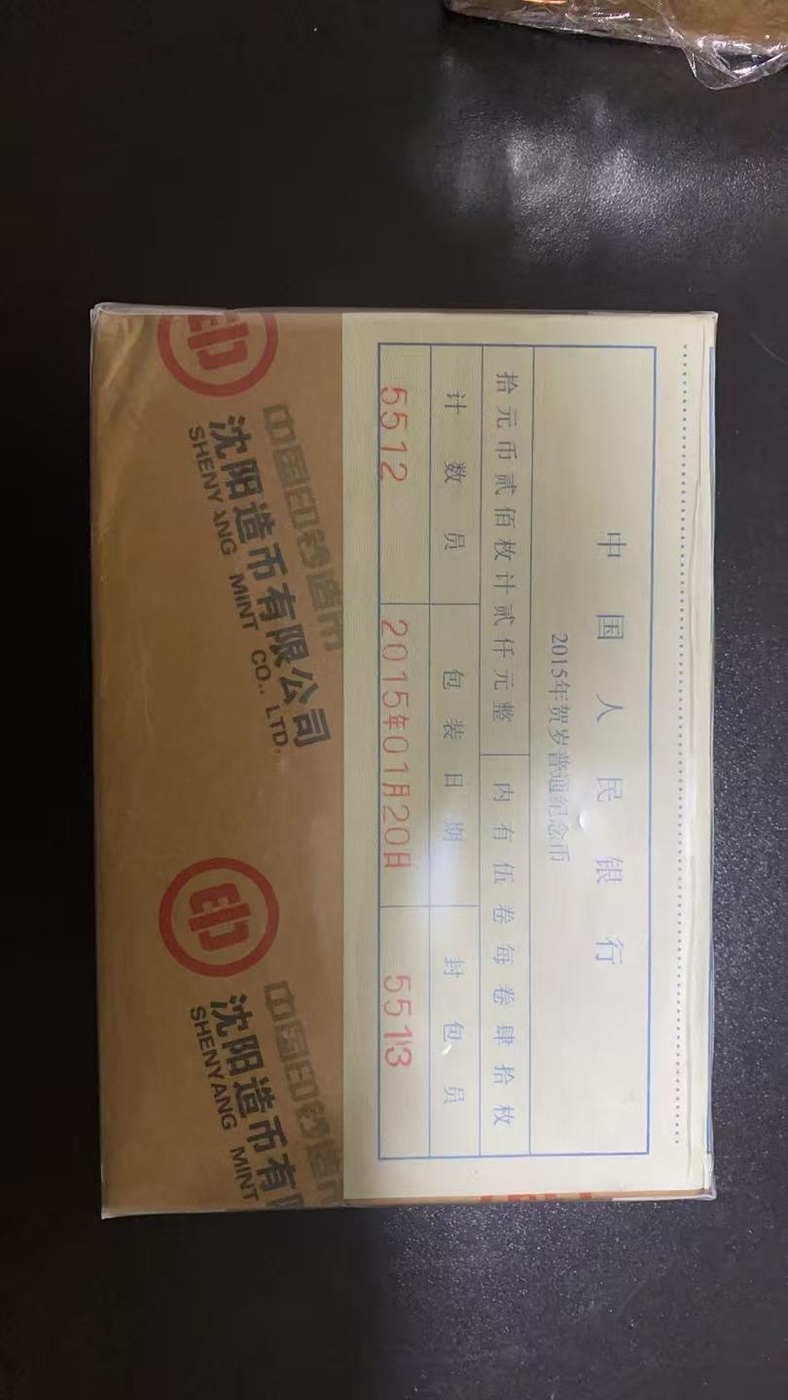 中国人民银行
2015年贺岁普通纪念币
拾元币贰佰枚计贰仟元整 内有伍卷每卷肆拾枚
计数员 包装日期 封包员
5512 2015年01月20日 5513
中国印钞造币
沈阳造币有限公司
SHENYANG MINT CO., LTD.
中国印钞造币
沈阳造币有限
SHENYANG MINT